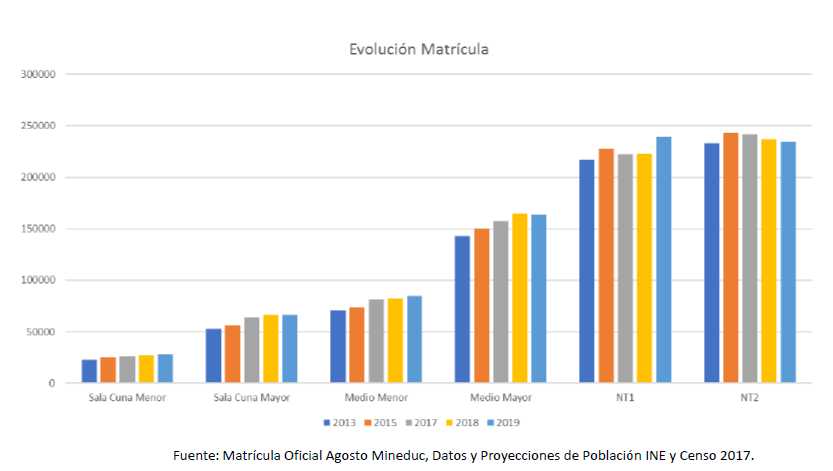 Evolución Matrícula
300000
250000
200000
150000
100000
50000
0
Sala Cuna Menor Sala Cuna Mayor Medio Menor Medio Mayor NT1 NT2
2013 2015 2017 2018 2019
Fuente: Matrícula Oficial Agosto Mineduc, Datos y Proyecciones de Población INE y Censo 2017.